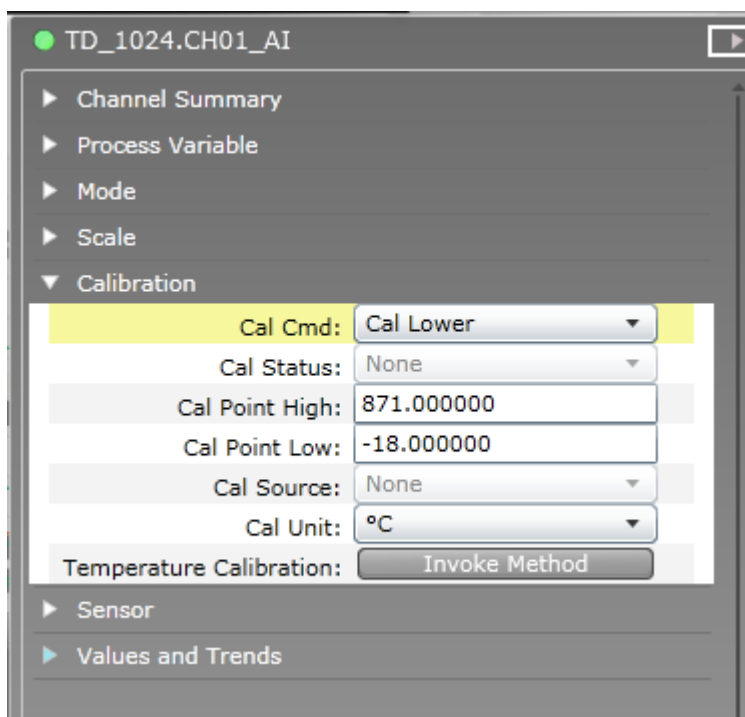 TD_1024.CH01_AI
Channel Summary
Process Variable
Mode
Scale
Calibration
Cal Cmd: Cal Lower
Cal Status: None
Cal Point High: 871.000000
Cal Point Low: -18.000000
Cal Source: None
Cal Unit: °C
Temperature Calibration: Invoke Method
Sensor
Values and Trends